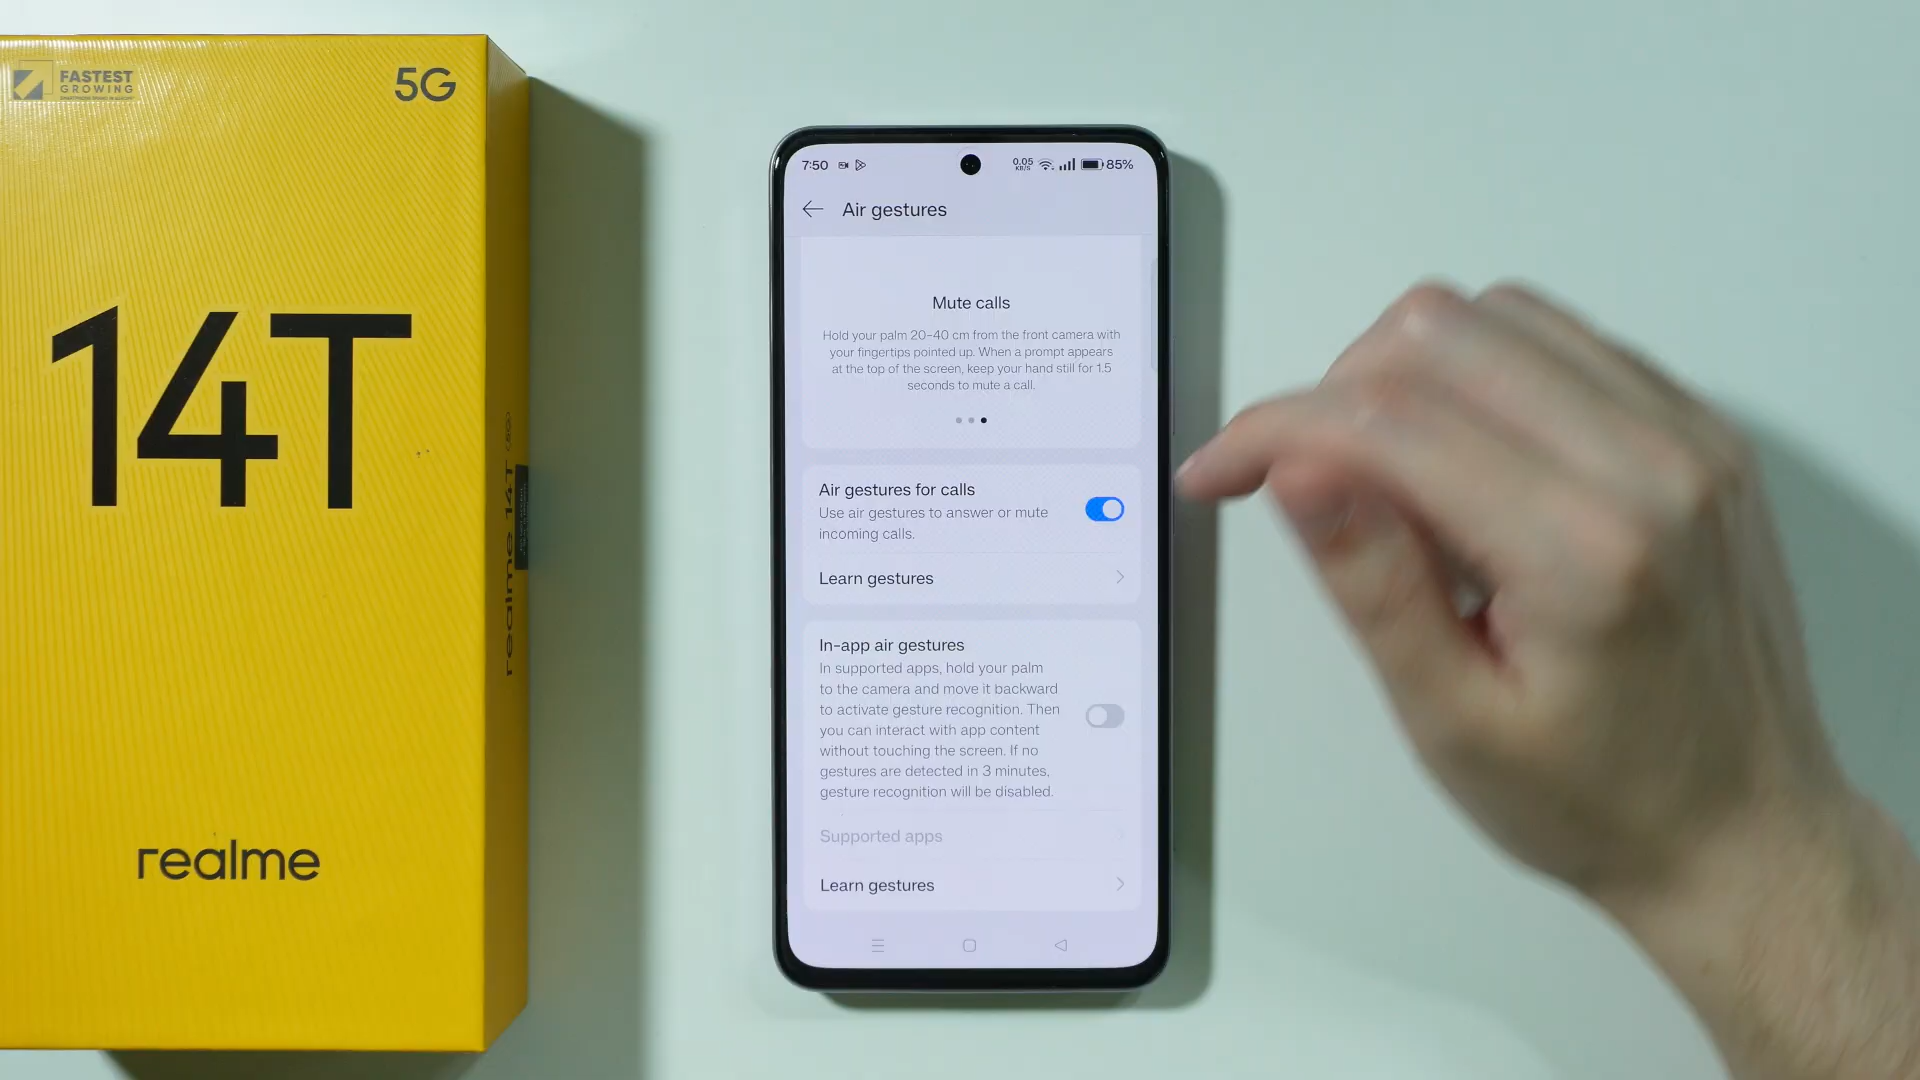 FASTEST
GROWING
5G
14T
realme
realme 14T 5G
7:50
0.05
KB/S
85%
Air gestures
Mute calls
Hold your palm 20-40 cm from the front camera with
your fingertips pointed up. When a prompt appears
at the top of the screen, keep your hand still for 1.5
seconds to mute a call.
Air gestures for calls
Use air gestures to answer or mute
incoming calls.
Learn gestures
In-app air gestures
In supported apps, hold your palm
to the camera and move it backward
to activate gesture recognition. Then
you can interact with app content
without touching the screen. If no
gestures are detected in 3 minutes,
gesture recognition will be disabled.
Supported apps
Learn gestures